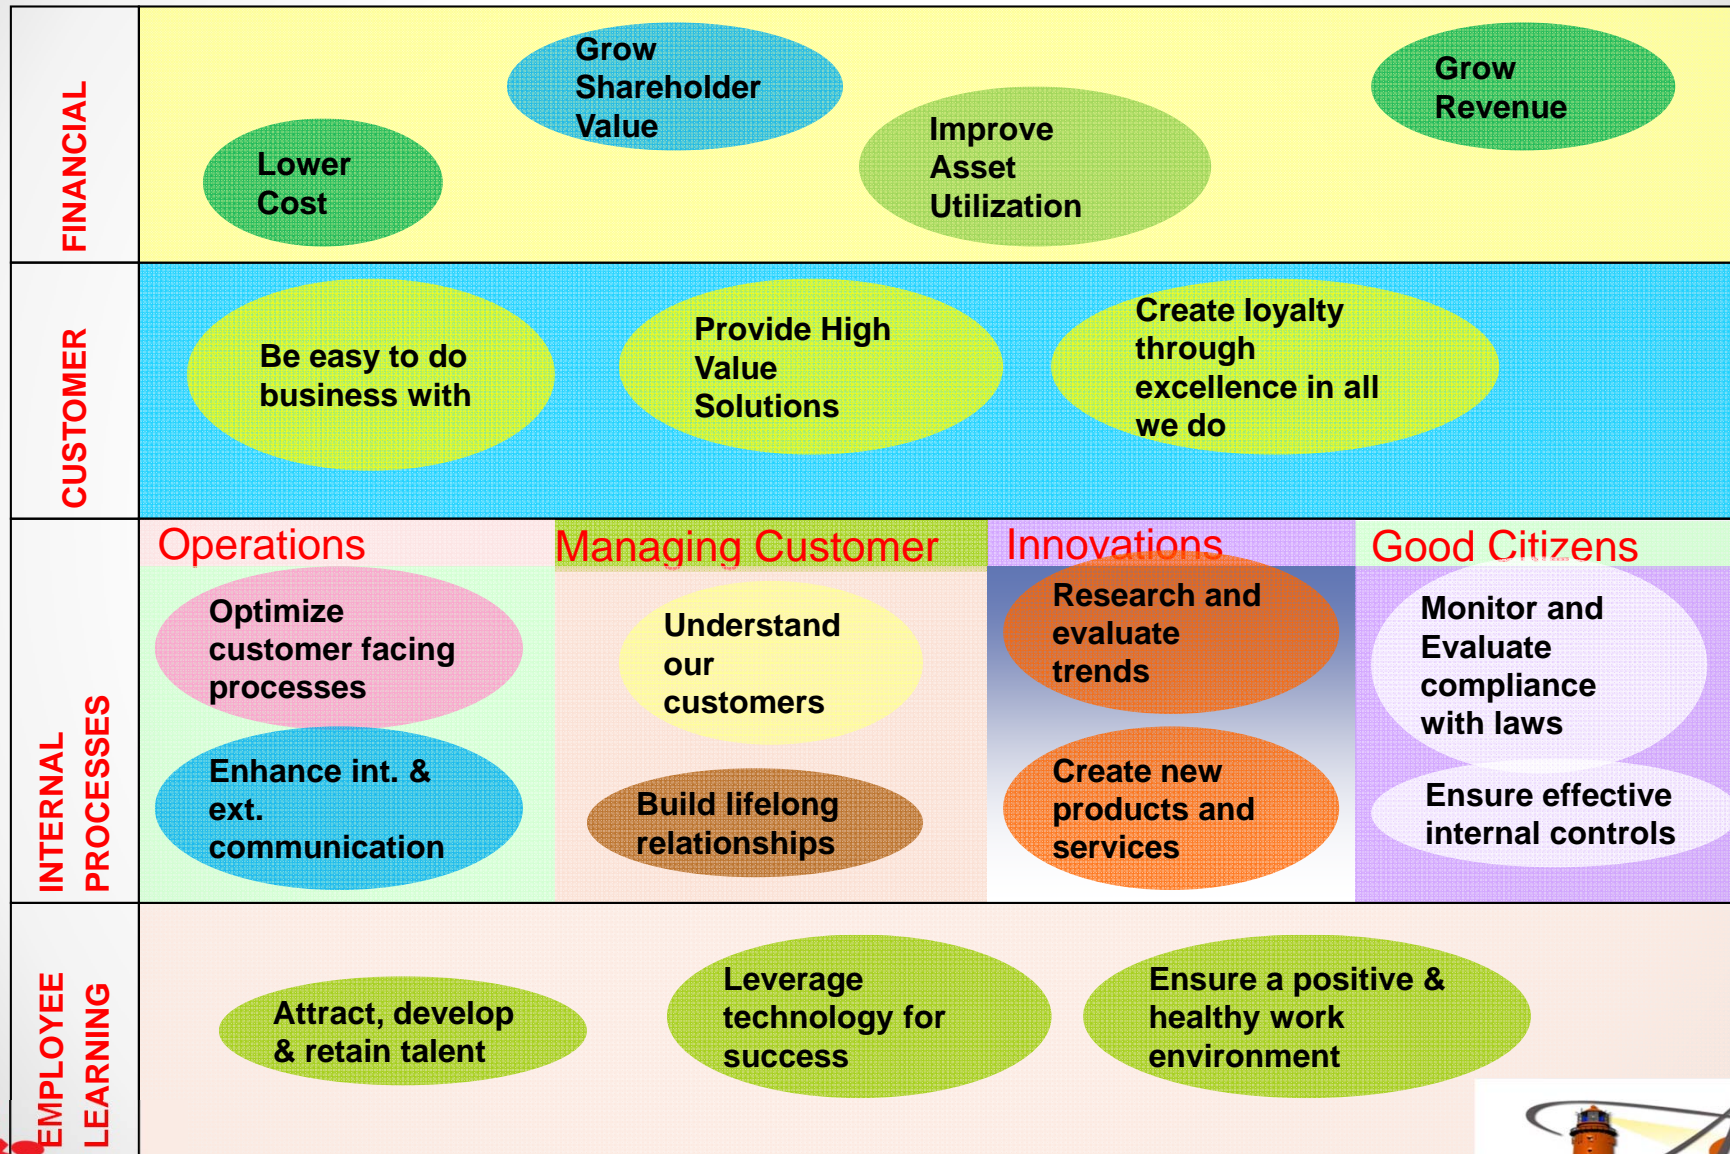 FINANCIAL
Grow
Shareholder
Value
Grow
Revenue
Improve
Asset
Utilization
Lower
Cost
CUSTOMER
Be easy to do
business with
Provide High
Value
Solutions
Create loyalty
through
excellence in all
we do
INTERNAL
PROCESSES
Operations
Managing Customer
Innovations
Good Citizens
Optimize
customer facing
processes
Enhance int. &
ext.
communication
Understand
our
customers
Build lifelong
relationships
Research and
evaluate
trends
Create new
products and
services
Monitor and
Evaluate
compliance
with laws
Ensure effective
internal controls
EMPLOYEE
LEARNING
Attract, develop
& retain talent
Leverage
technology for
success
Ensure a positive &
healthy work
environment